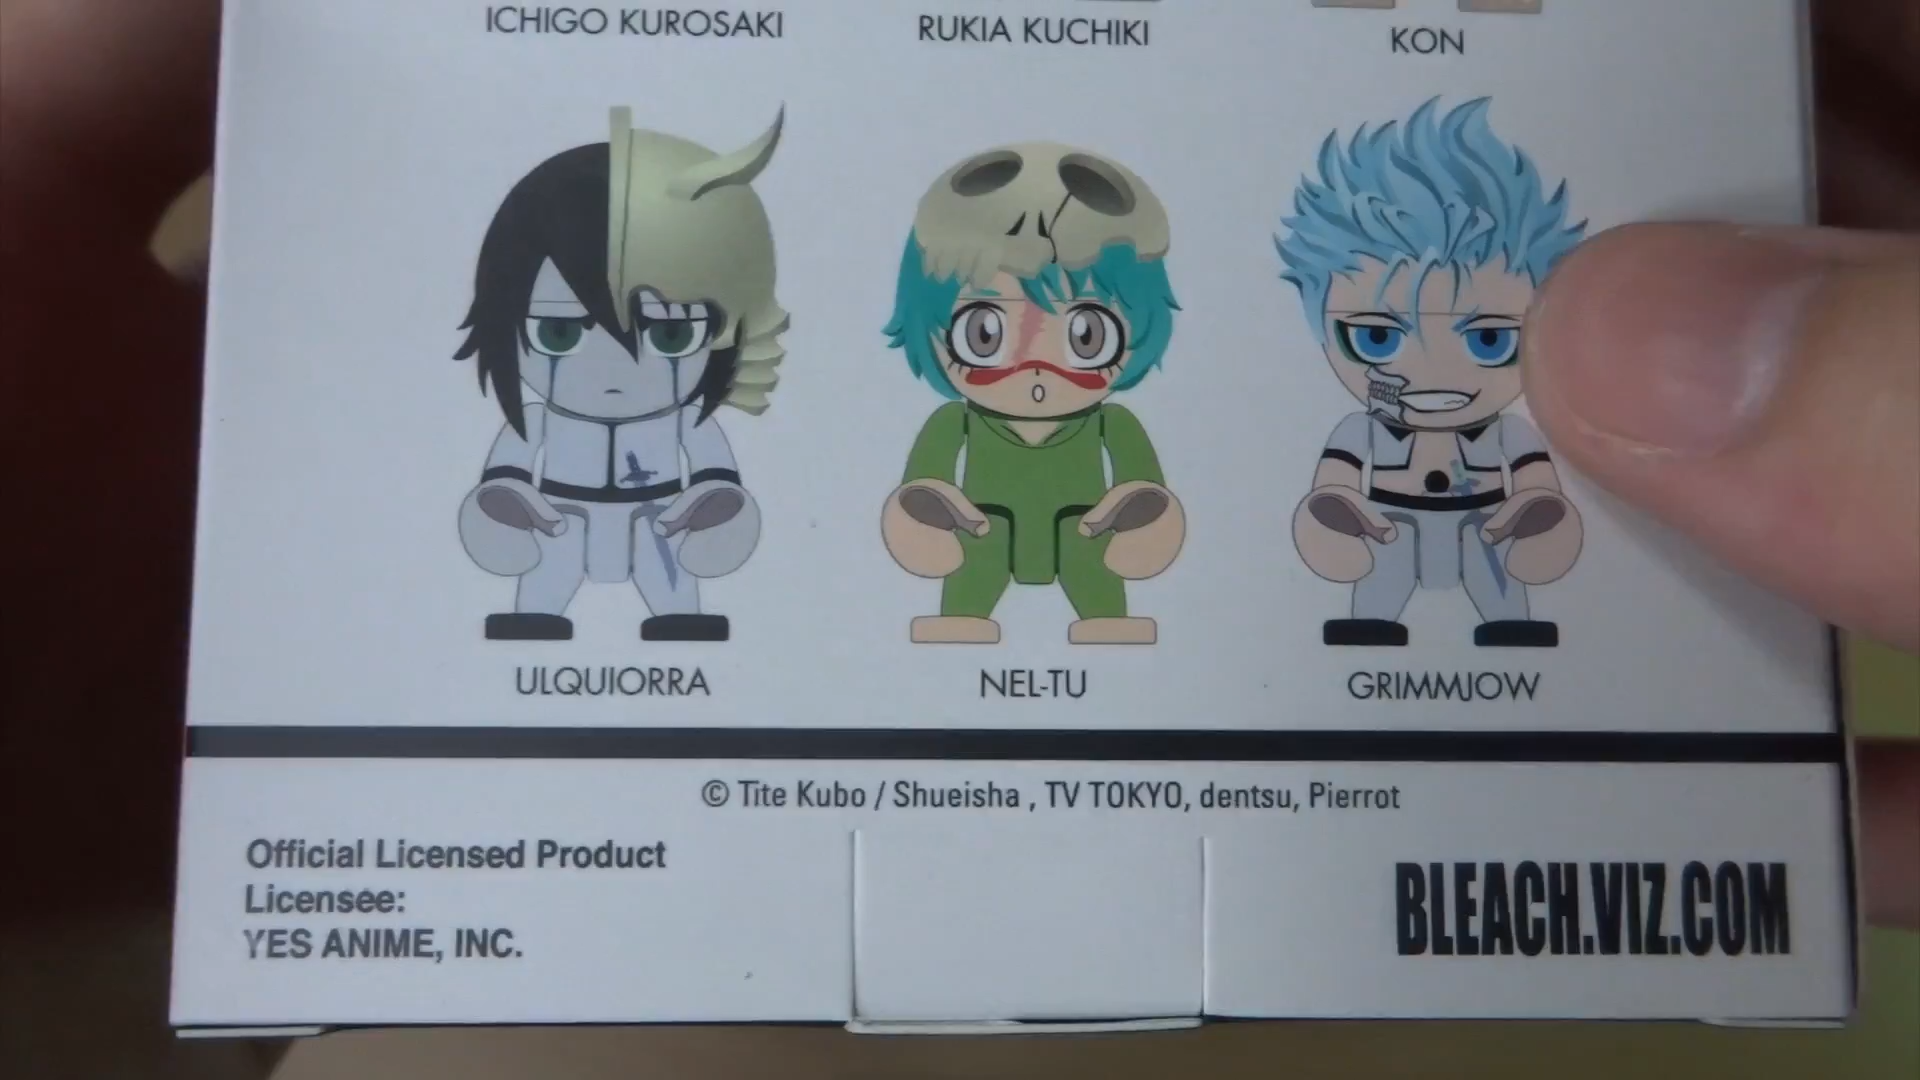 ICHIGO KUROSAKI
RUKIA KUCHIKI
KON
ULQUIORRA
NEL-TU
GRIMMJOW
© Tite Kubo / Shueisha , TV TOKYO, dentsu, Pierrot
Official Licensed Product
Licensee:
YES ANIME, INC.
BLEACH.VIZ.COM